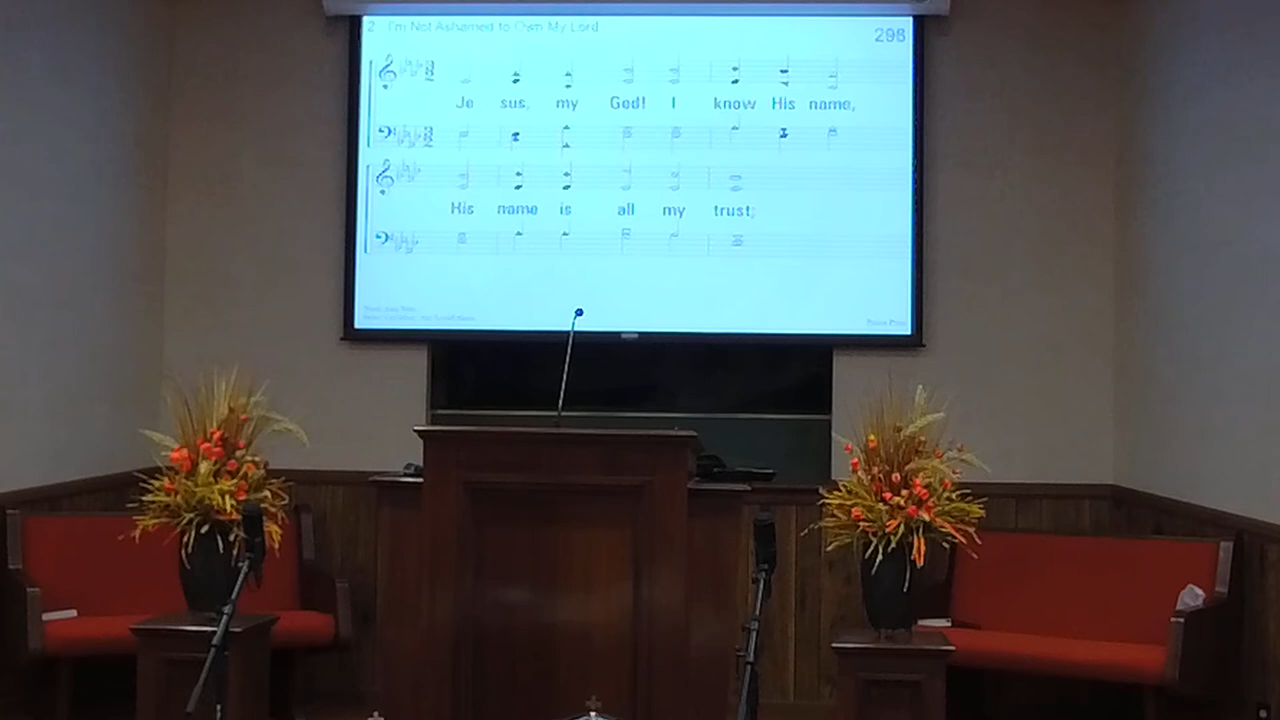 2 I'm Not Ashamed to Own My Lord
298
Je sus, my God! I know His name,
His name is all my trust;